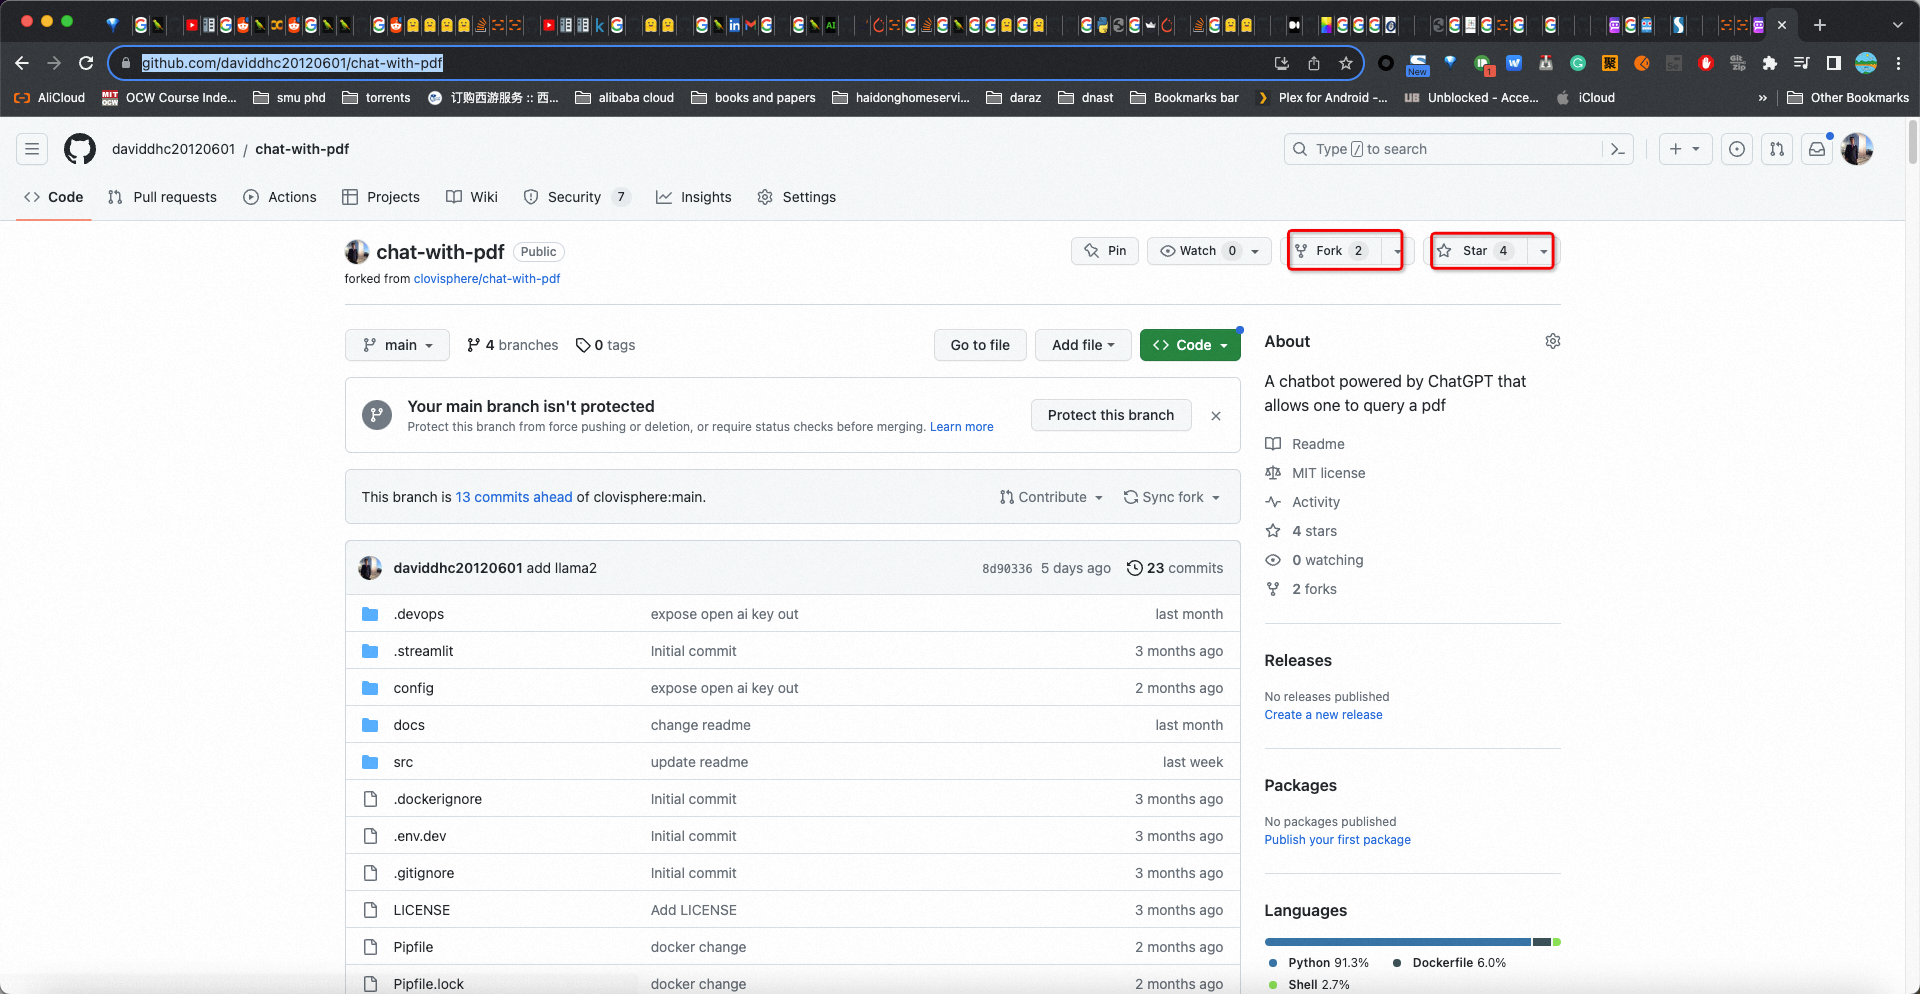 github.com/daviddhc20120601/chat-with-pdf
New
1
AliCloud
MIT OCW
OCW Course Inde...
smu phd
torrents
订购西游服务 :: 西...
alibaba cloud
books and papers
haidonghomeservi...
daraz
dnast
Bookmarks bar
Plex for Android -...
UB
Unblocked - Acce...
iCloud
»
Other Bookmarks
daviddhc20120601 / chat-with-pdf
Type / to search
Code
Pull requests
Actions
Projects
Wiki
Security 7
Insights
Settings
chat-with-pdf Public
Pin
Watch 0
Fork 2
Star 4
forked from clovisphere/chat-with-pdf
main
4 branches
0 tags
Go to file
Add file
Code
Your main branch isn't protected
Protect this branch from force pushing or deletion, or require status checks before merging. Learn more
Protect this branch
This branch is 13 commits ahead of clovisphere:main.
Contribute
Sync fork
daviddhc20120601 add llama2 8d90336 5 days ago 23 commits
.devops expose open ai key out last month
.streamlit Initial commit 3 months ago
config expose open ai key out 2 months ago
docs change readme last month
src update readme last week
.dockerignore Initial commit 3 months ago
.env.dev Initial commit 3 months ago
.gitignore Initial commit 3 months ago
LICENSE Add LICENSE 3 months ago
Pipfile docker change 2 months ago
Pipfile.lock docker change 2 months ago
About
A chatbot powered by ChatGPT that
allows one to query a pdf
Readme
MIT license
Activity
4 stars
0 watching
2 forks
Releases
No releases published
Create a new release
Packages
No packages published
Publish your first package
Languages
Python 91.3% Dockerfile 6.0%
Shell 2.7%